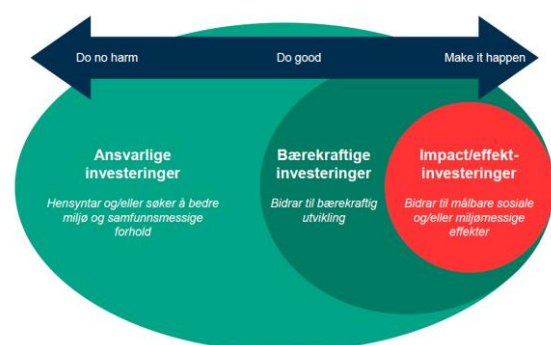 Do no harm
Do good
Make it happen
Ansvarlige
investeringer
Hensyntar og/eller søker å bedre
miljø og samfunnsmessige
forhold
Bærekraftige
investeringer
Bidrar til bærekraftig
utvikling
Impact/effekt-
investeringer
Bidrar til målbare sosiale
og/eller miljømessige
effekter